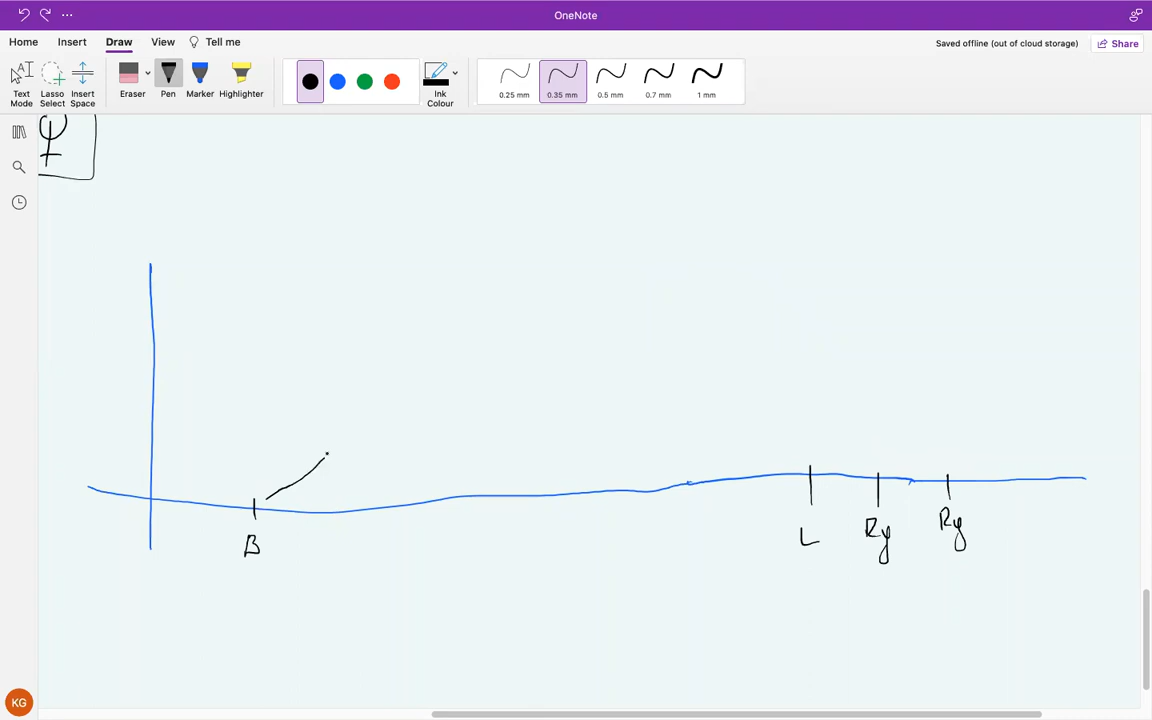 OneNote
Home Insert Draw View Tell me
Saved offline (out of cloud storage) Share
Text Mode
Lasso Select
Insert Space
Eraser
Pen
Marker
Highlighter
Ink Colour
0.25 mm 0.35 mm 0.5 mm 0.7 mm 1 mm
B L Ry Ry
KG